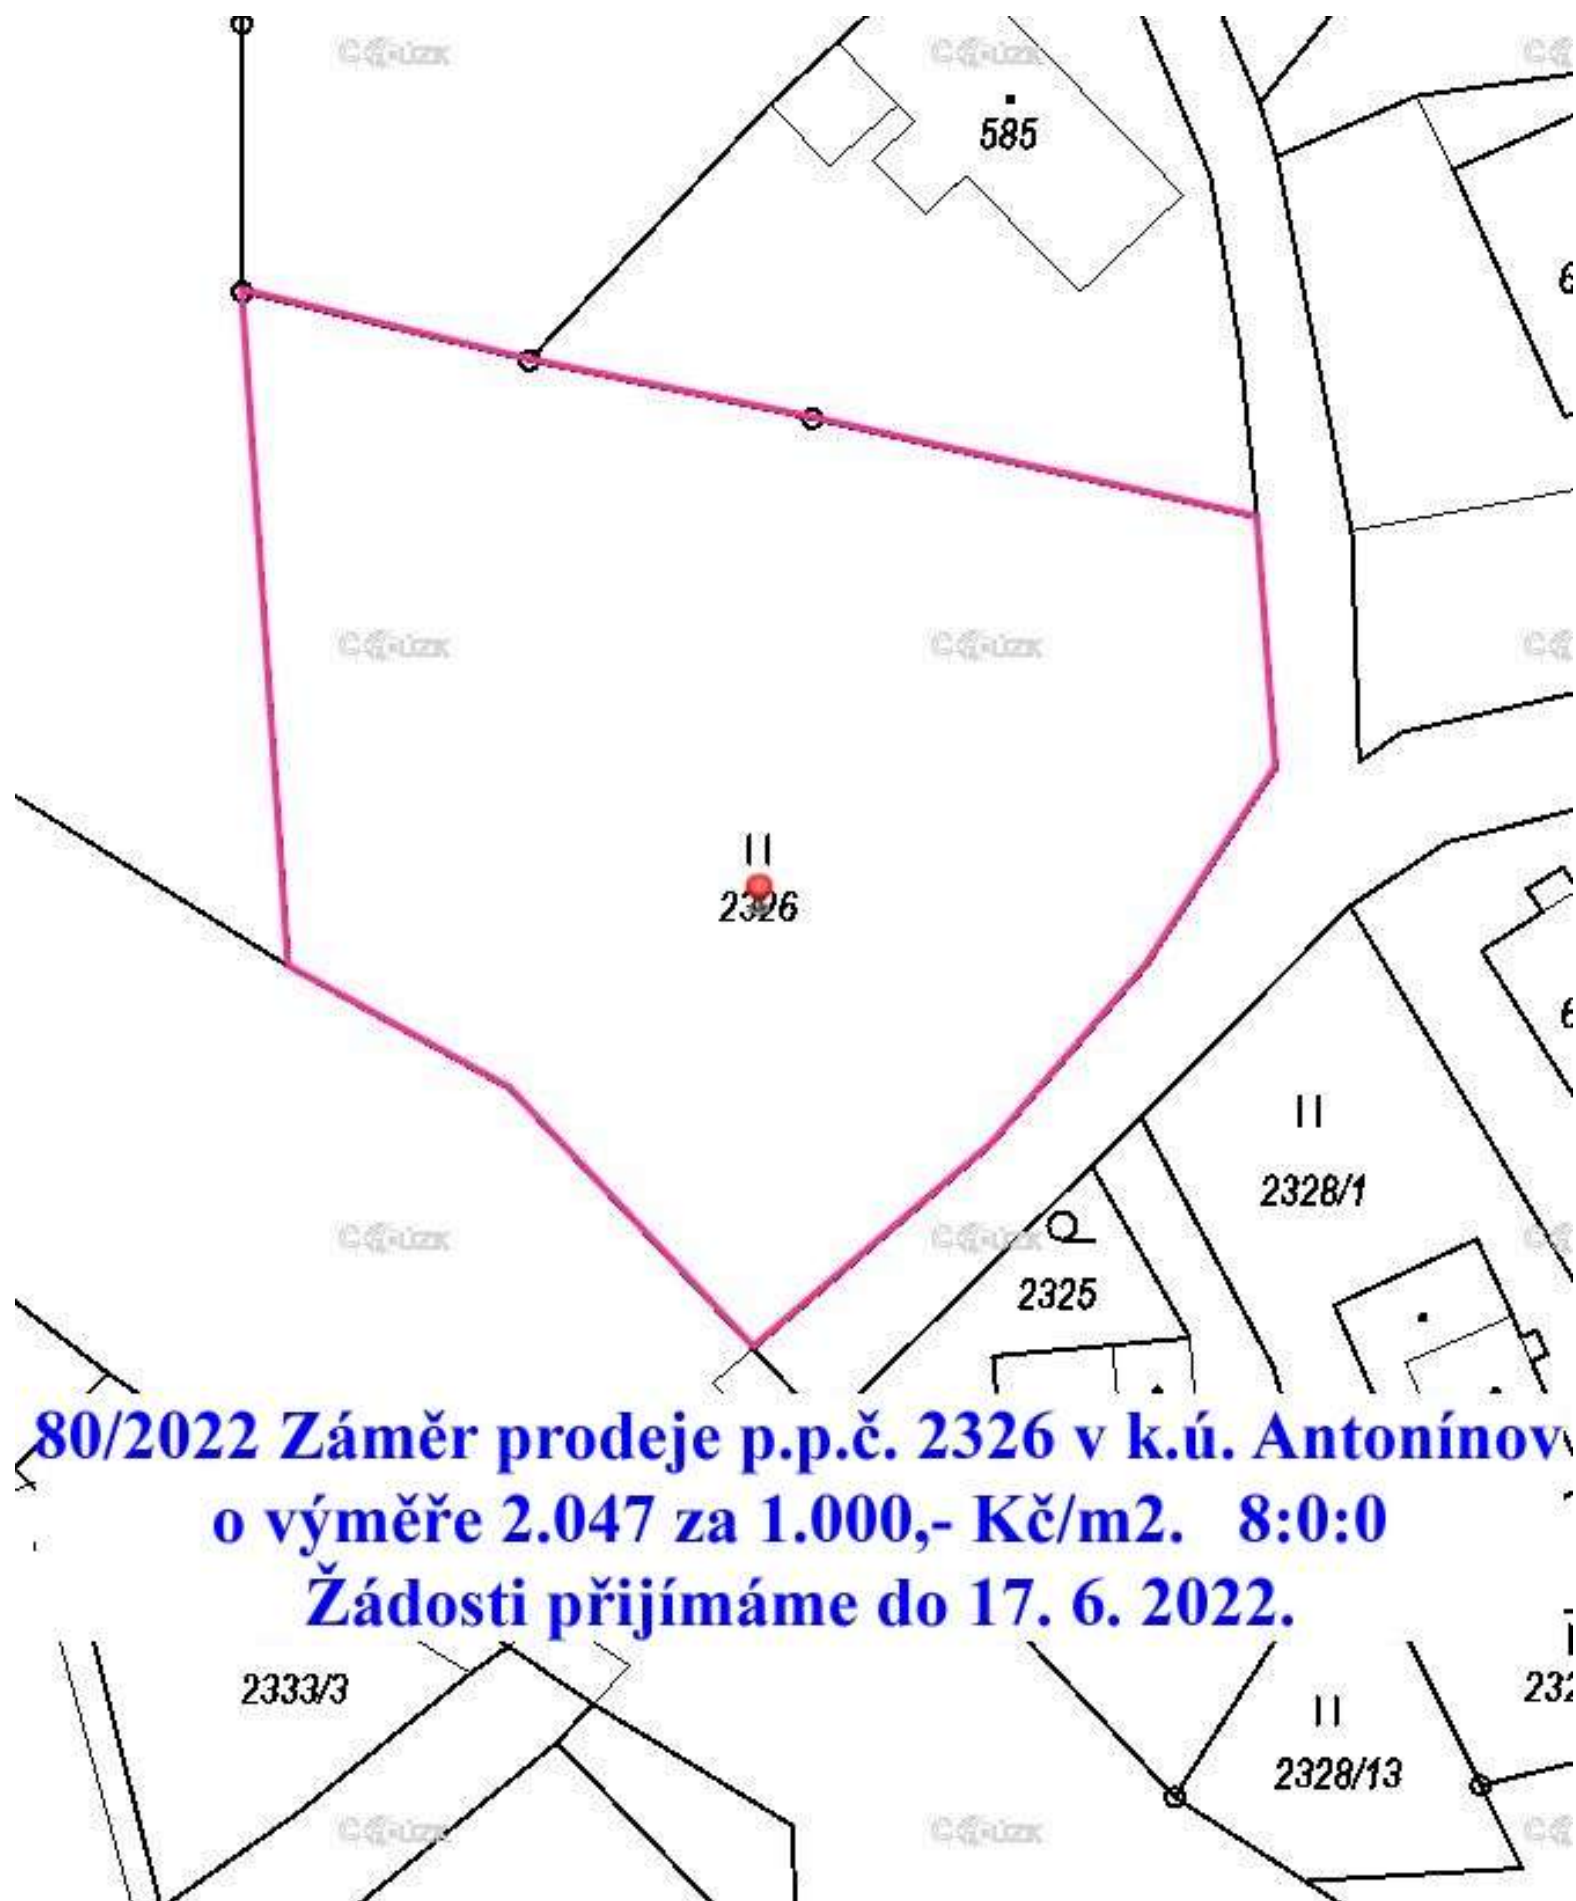 585
2326
2328/1
2325
80/2022 Záměr prodeje p.p.č. 2326 v k.ú. Antonínov
o výměře 2.047 za 1.000,- Kč/m2. 8:0:0
Žádosti přijímáme do 17. 6. 2022.
2333/3
2328/13